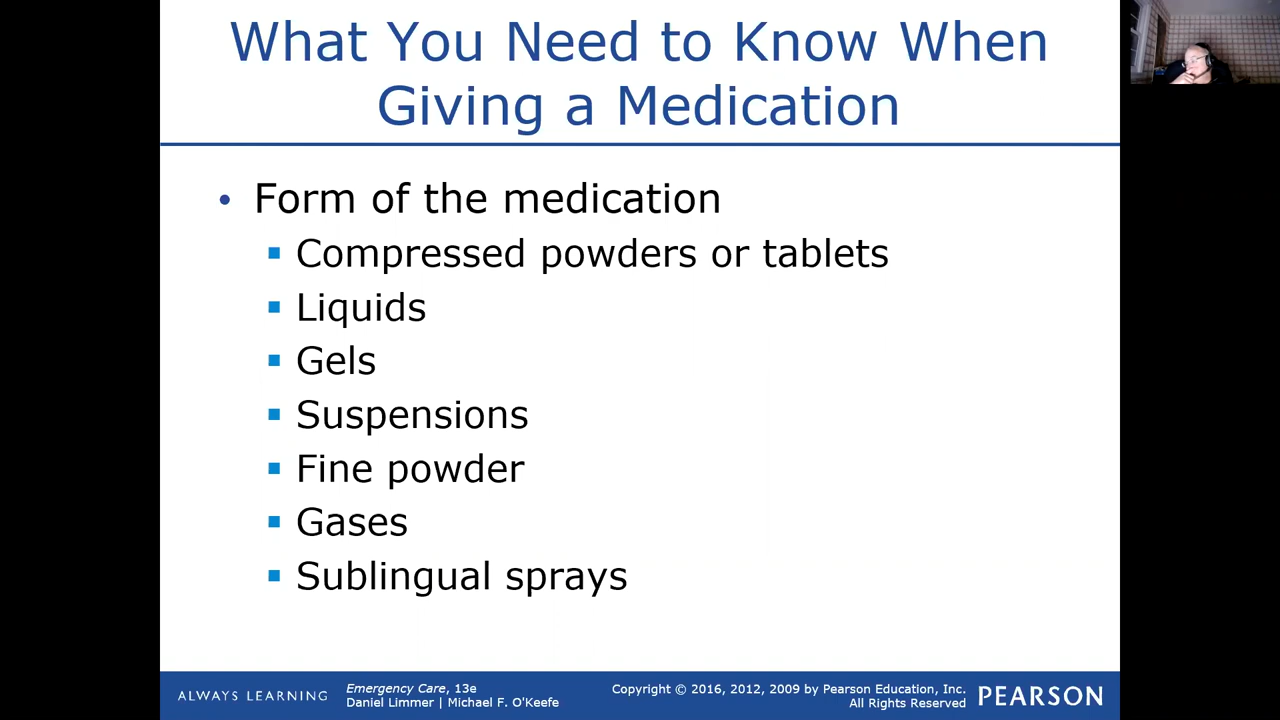 What You Need to Know When
Giving a Medication
• Form of the medication
▪ Compressed powders or tablets
▪ Liquids
▪ Gels
▪ Suspensions
▪ Fine powder
▪ Gases
▪ Sublingual sprays
ALWAYS LEARNING
Emergency Care, 13e
Daniel Limmer | Michael F. O'Keefe
Copyright © 2016, 2012, 2009 by Pearson Education, Inc.
All Rights Reserved
PEARSON